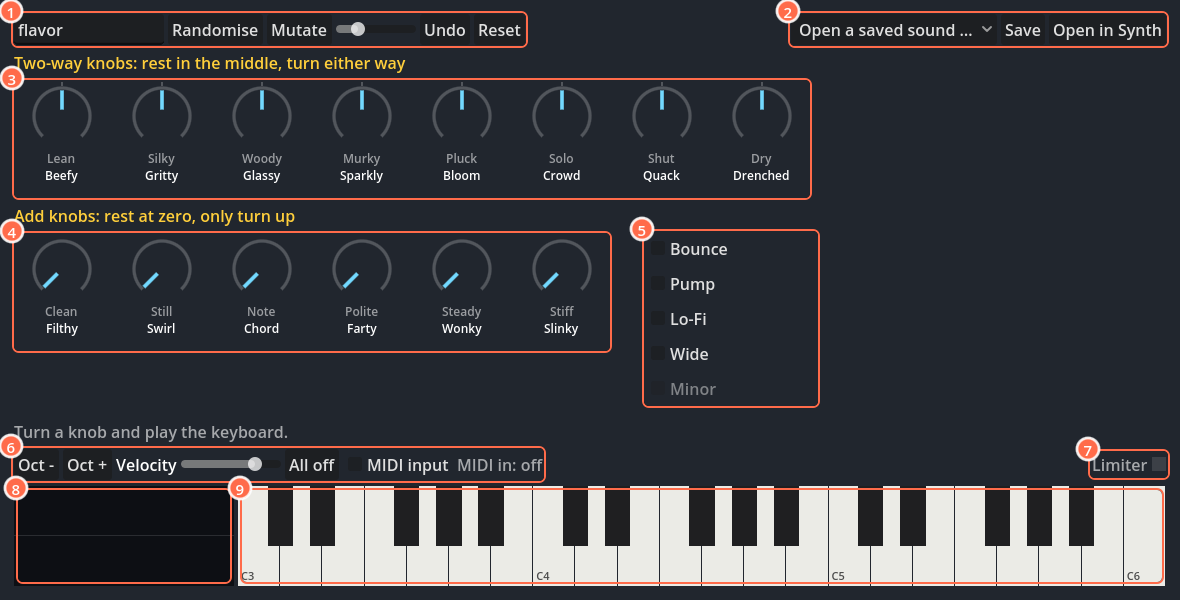 1 2
flavor Randomise Mutate Undo Reset Open a saved sound ... Save Open in Synth
Two-way knobs: rest in the middle, turn either way
3
Lean Silky Woody Murky Pluck Solo Shut Dry
Beefy Gritty Glassy Sparkly Bloom Crowd Quack Drenched
Add knobs: rest at zero, only turn up
4 5
Clean Still Note Polite Steady Stiff
Filthy Swirl Chord Farty Wonky Slinky
Bounce
Pump
Lo-Fi
Wide
Minor
Turn a knob and play the keyboard.
6 7
Oct - Oct + Velocity All off MIDI input MIDI in: off Limiter
8 9
C3 C4 C5 C6